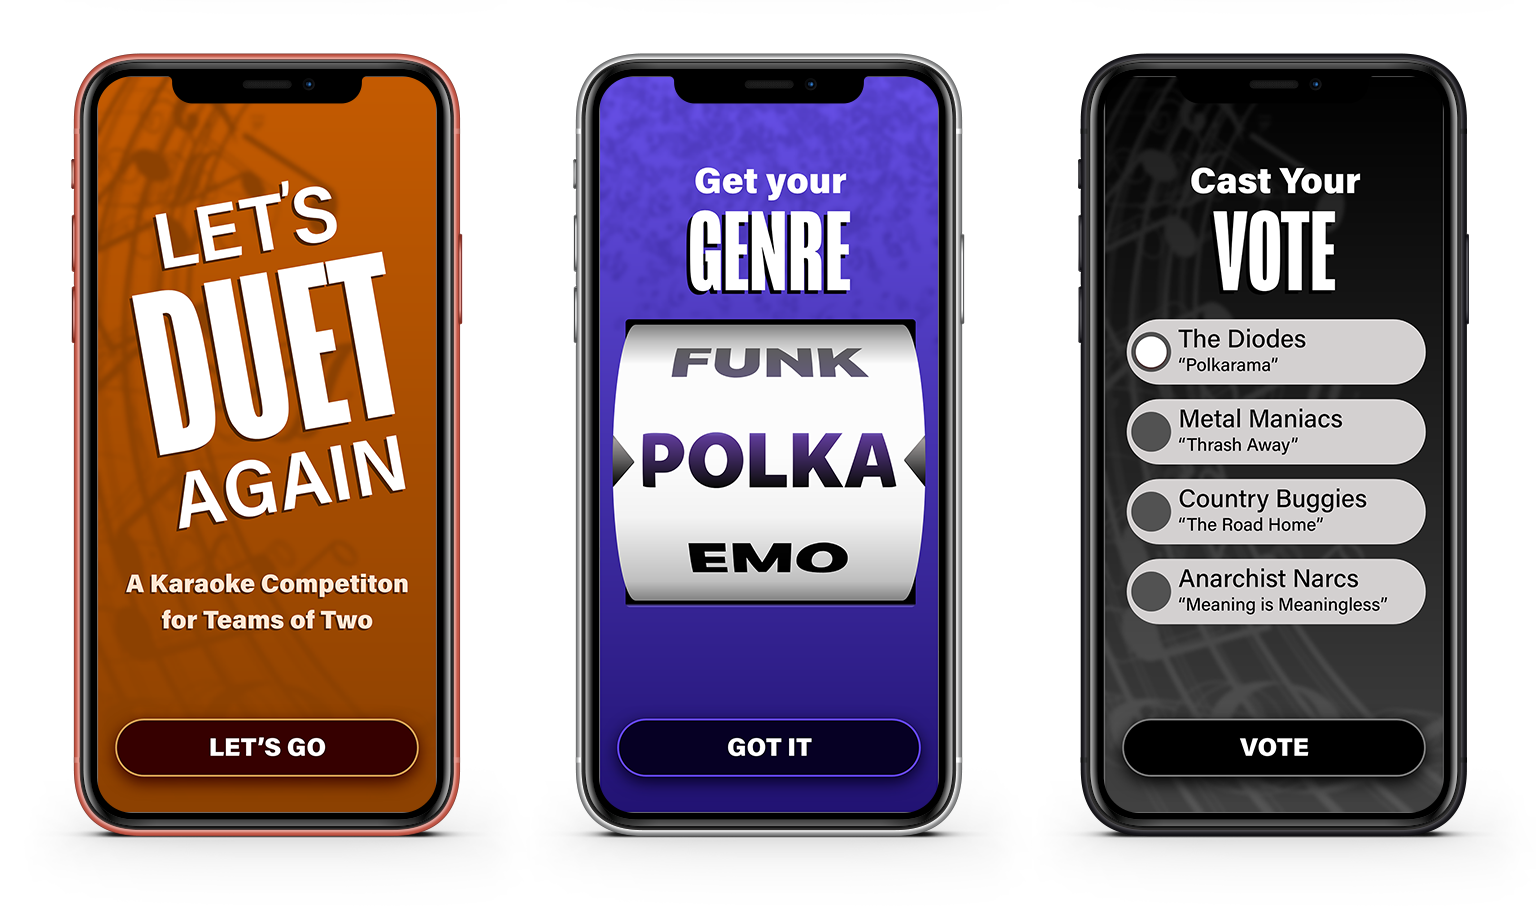 LET'S
DUET
AGAIN
A Karaoke Competiton
for Teams of Two
LET'S GO
Get your
GENRE
FUNK
POLKA
EMO
GOT IT
Cast Your
VOTE
The Diodes
“Polkarama”
Metal Maniacs
“Thrash Away”
Country Buggies
“The Road Home”
Anarchist Narcs
“Meaning is Meaningless”
VOTE